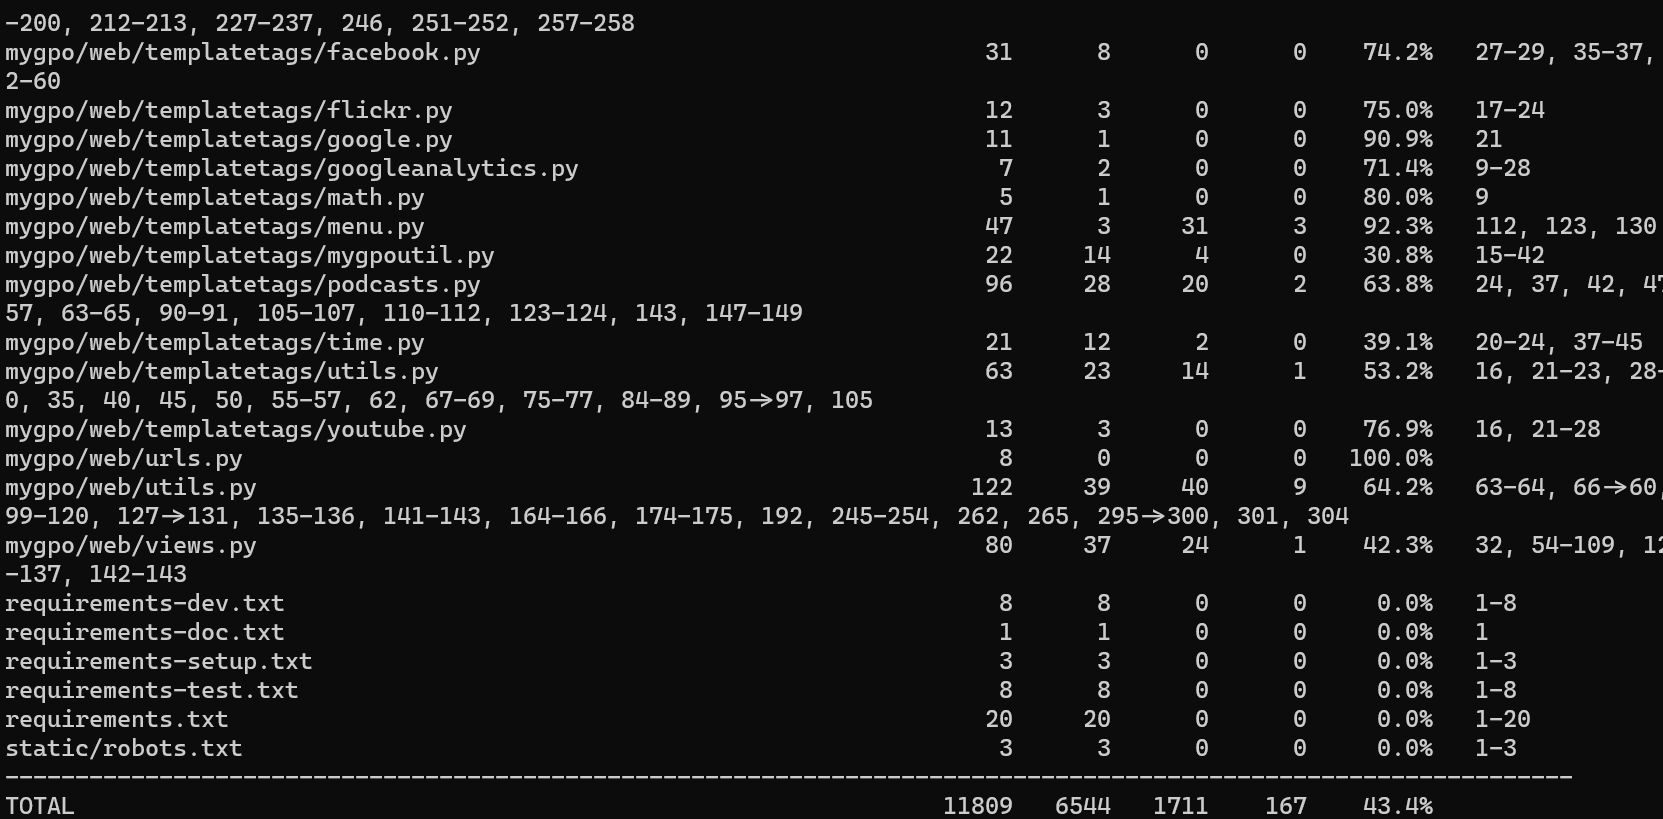 -200, 212-213, 227-237, 246, 251-252, 257-258
mygpo/web/templatetags/facebook.py 31 8 0 0 74.2% 27-29, 35-37,
2-60
mygpo/web/templatetags/flickr.py 12 3 0 0 75.0% 17-24
mygpo/web/templatetags/google.py 11 1 0 0 90.9% 21
mygpo/web/templatetags/googleanalytics.py 7 2 0 0 71.4% 9-28
mygpo/web/templatetags/math.py 5 1 0 0 80.0% 9
mygpo/web/templatetags/menu.py 47 3 31 3 92.3% 112, 123, 130
mygpo/web/templatetags/mygpoutil.py 22 14 4 0 30.8% 15-42
mygpo/web/templatetags/podcasts.py 96 28 20 2 63.8% 24, 37, 42, 47
57, 63-65, 90-91, 105-107, 110-112, 123-124, 143, 147-149
mygpo/web/templatetags/time.py 21 12 2 0 39.1% 20-24, 37-45
mygpo/web/templatetags/utils.py 63 23 14 1 53.2% 16, 21-23, 28-
0, 35, 40, 45, 50, 55-57, 62, 67-69, 75-77, 84-89, 95->97, 105
mygpo/web/templatetags/youtube.py 13 3 0 0 76.9% 16, 21-28
mygpo/web/urls.py 8 0 0 0 100.0%
mygpo/web/utils.py 122 39 40 9 64.2% 63-64, 66->60,
99-120, 127->131, 135-136, 141-143, 164-166, 174-175, 192, 245-254, 262, 265, 295->300, 301, 304
mygpo/web/views.py 80 37 24 1 42.3% 32, 54-109, 12
-137, 142-143
requirements-dev.txt 8 8 0 0 0.0% 1-8
requirements-doc.txt 1 1 0 0 0.0% 1
requirements-setup.txt 3 3 0 0 0.0% 1-3
requirements-test.txt 8 8 0 0 0.0% 1-8
requirements.txt 20 20 0 0 0.0% 1-20
static/robots.txt 3 3 0 0 0.0% 1-3
----------------------------------------------------------------------------------------------------------------
TOTAL 11809 6544 1711 167 43.4%